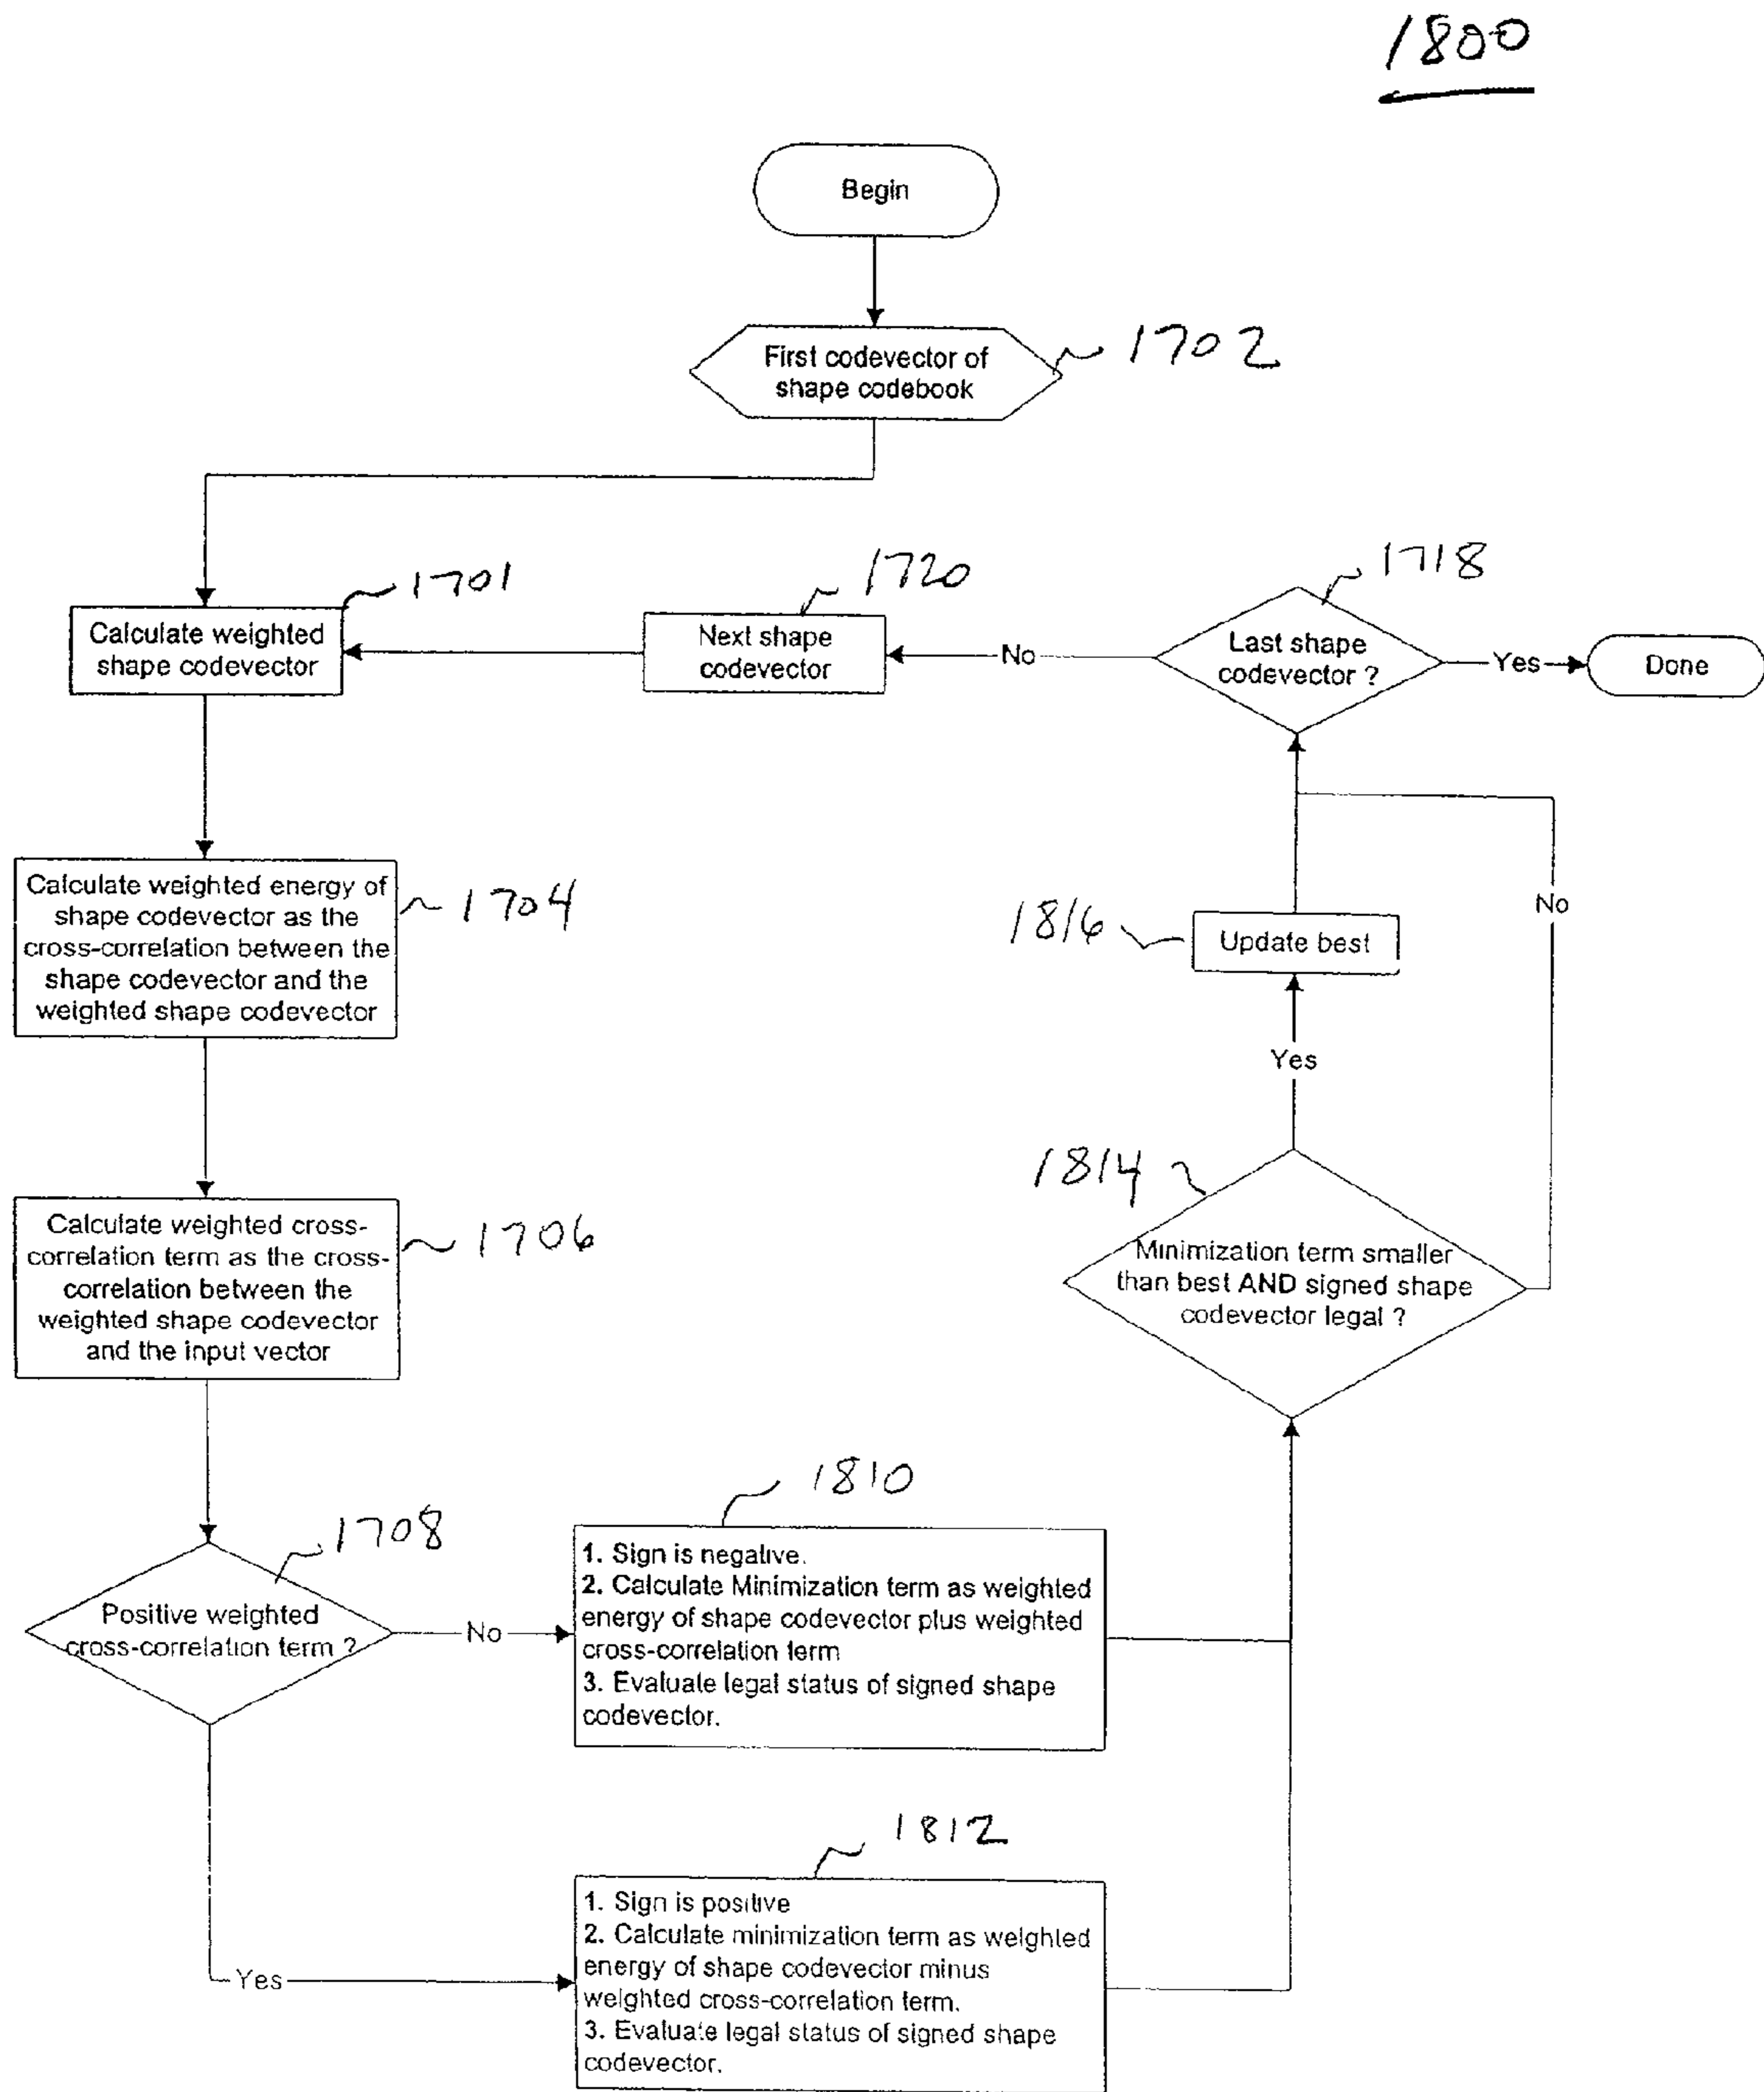 1800
Begin
First codevector of
shape codebook
1702
1701
Calculate weighted
shape codevector
1720
Next shape
codevector
No
1718
Last shape
codevector ?
Yes
Done
Calculate weighted energy of
shape codevector as the
cross-correlation between the
shape codevector and the
weighted shape codevector
1704
1816
Update best
No
Yes
Calculate weighted cross-
correlation term as the cross-
correlation between the
weighted shape codevector
and the input vector
1706
1814
Minimization term smaller
than best AND signed shape
codevector legal ?
1708
Positive weighted
cross-correlation term ?
No
1810
1. Sign is negative.
2. Calculate Minimization term as weighted
energy of shape codevector plus weighted
cross-correlation term
3. Evaluate legal status of signed shape
codevector.
Yes
1812
1. Sign is positive
2. Calculate minimization term as weighted
energy of shape codevector minus
weighted cross-correlation term.
3. Evaluate legal status of signed shape
codevector.